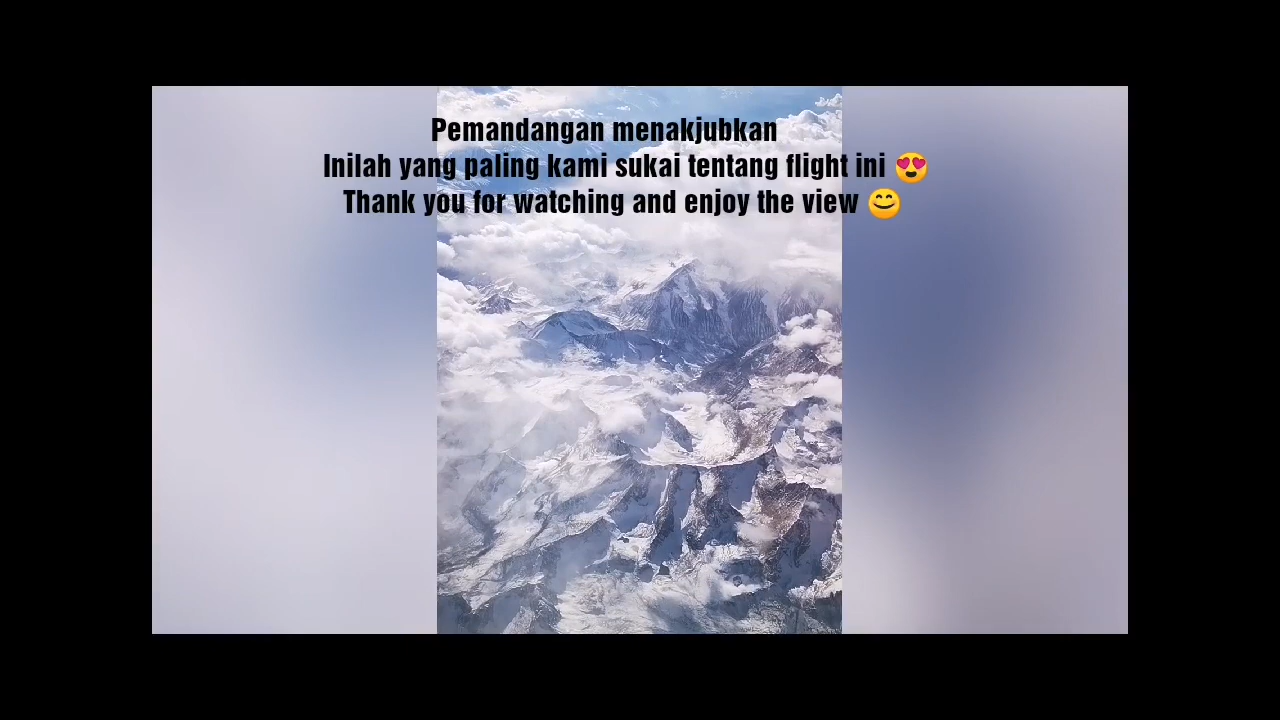 Pemandangan menakjubkan
Inilah yang paling kami sukai tentang flight ini 😍
Thank you for watching and enjoy the view 😊